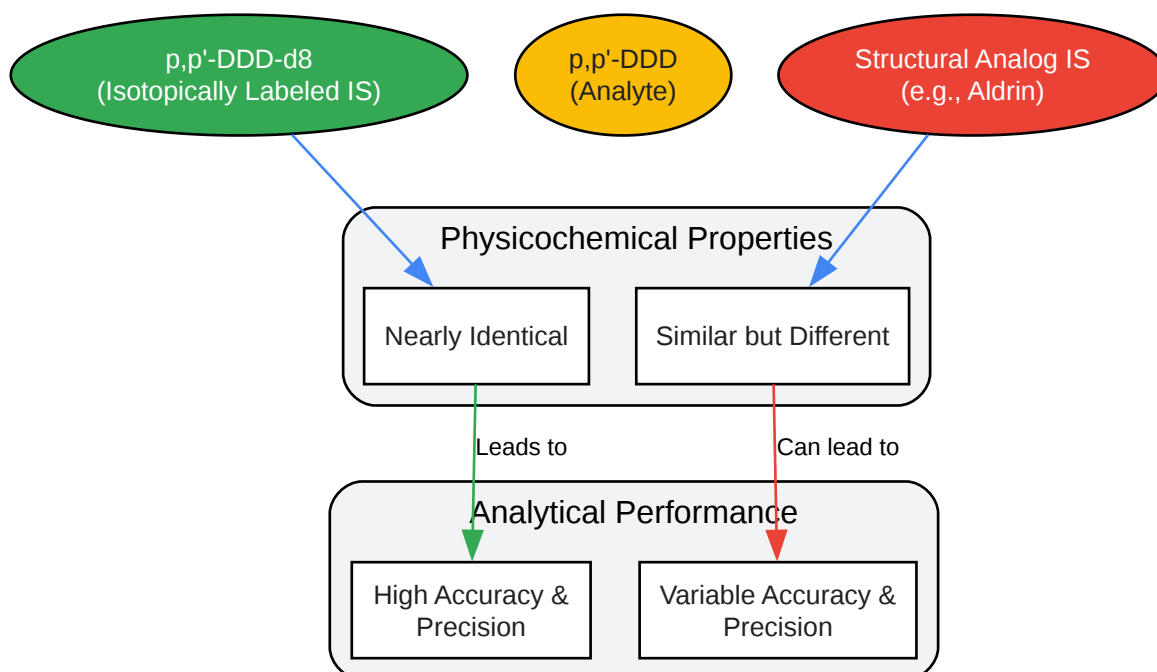 p,p'-DDD-d8
(Isotopically Labeled IS)
p,p'-DDD
(Analyte)
Structural Analog IS
(e.g., Aldrin)
Physicochemical Properties
Nearly Identical
Similar but Different
Leads to
Can lead to
Analytical Performance
High Accuracy &
Precision
Variable Accuracy &
Precision